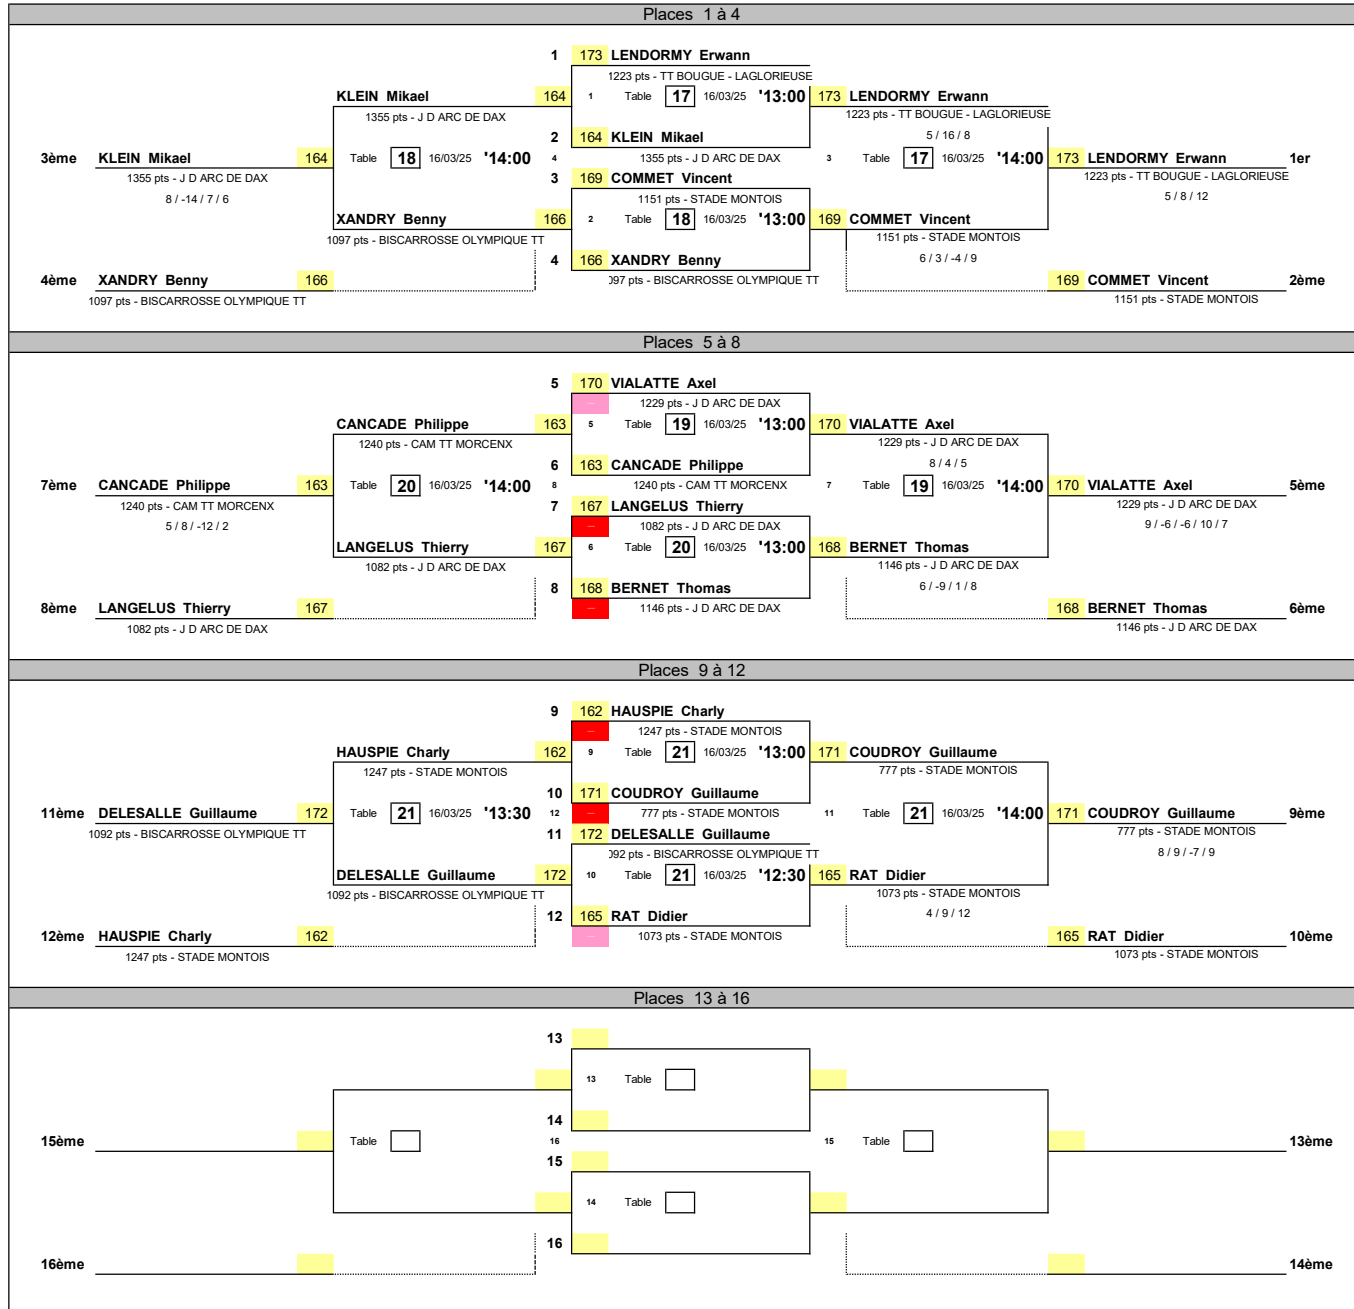 Places 1 à 4
1 173 LENDORMY Erwann
1223 pts - TT BOUGUE - LAGLORIEUSE
KLEIN Mikael 164 1 Table 17 16/03/25 '13:00 173 LENDORMY Erwann
1355 pts - J D ARC DE DAX 1223 pts - TT BOUGUE - LAGLORIEUSE
2 164 KLEIN Mikael 5 / 16 / 8
3ème KLEIN Mikael 164 Table 18 16/03/25 '14:00 4 1355 pts - J D ARC DE DAX 3 Table 17 16/03/25 '14:00 173 LENDORMY Erwann 1er
1355 pts - J D ARC DE DAX 3 169 COMMET Vincent 1223 pts - TT BOUGUE - LAGLORIEUSE
8 / -14 / 7 / 6 1151 pts - STADE MONTOIS 5 / 8 / 12
XANDRY Benny 166 2 Table 18 16/03/25 '13:00 169 COMMET Vincent
1097 pts - BISCARROSSE OLYMPIQUE TT 1151 pts - STADE MONTOIS
4 166 XANDRY Benny 6 / 3 / -4 / 9
4ème XANDRY Benny 166 097 pts - BISCARROSSE OLYMPIQUE TT 169 COMMET Vincent 2ème
1097 pts - BISCARROSSE OLYMPIQUE TT 1151 pts - STADE MONTOIS
Places 5 à 8
5 170 VIALATTE Axel
1229 pts - J D ARC DE DAX
CANCADE Philippe 163 5 Table 19 16/03/25 '13:00 170 VIALATTE Axel
1240 pts - CAM TT MORCENX 1229 pts - J D ARC DE DAX
6 163 CANCADE Philippe 8 / 4 / 5
7ème CANCADE Philippe 163 Table 20 16/03/25 '14:00 8 1240 pts - CAM TT MORCENX 7 Table 19 16/03/25 '14:00 170 VIALATTE Axel 5ème
1240 pts - CAM TT MORCENX 7 167 LANGELUS Thierry 1229 pts - J D ARC DE DAX
5 / 8 / -12 / 2 1082 pts - J D ARC DE DAX 9 / -6 / -6 / 10 / 7
LANGELUS Thierry 167 6 Table 20 16/03/25 '13:00 168 BERNET Thomas
1082 pts - J D ARC DE DAX 1146 pts - J D ARC DE DAX
8 168 BERNET Thomas 6 / -9 / 1 / 8
8ème LANGELUS Thierry 167 1146 pts - J D ARC DE DAX 168 BERNET Thomas 6ème
1082 pts - J D ARC DE DAX 1146 pts - J D ARC DE DAX
Places 9 à 12
9 162 HAUSPIE Charly
1247 pts - STADE MONTOIS
HAUSPIE Charly 162 9 Table 21 16/03/25 '13:00 171 COUDROY Guillaume
1247 pts - STADE MONTOIS 777 pts - STADE MONTOIS
10 171 COUDROY Guillaume
11ème DELESALLE Guillaume 172 Table 21 16/03/25 '13:30 12 777 pts - STADE MONTOIS 11 Table 21 16/03/25 '14:00 171 COUDROY Guillaume 9ème
1092 pts - BISCARROSSE OLYMPIQUE TT 11 172 DELESALLE Guillaume 777 pts - STADE MONTOIS
092 pts - BISCARROSSE OLYMPIQUE TT 8 / 9 / -7 / 9
DELESALLE Guillaume 172 10 Table 21 16/03/25 '12:30 165 RAT Didier
1092 pts - BISCARROSSE OLYMPIQUE TT 1073 pts - STADE MONTOIS
12 165 RAT Didier 4 / 9 / 12
12ème HAUSPIE Charly 162 1073 pts - STADE MONTOIS 165 RAT Didier 10ème
1247 pts - STADE MONTOIS 1073 pts - STADE MONTOIS
Places 13 à 16
13
13 Table
14
15ème Table 16 15 Table 13ème
15
14 Table
16
16ème 14ème